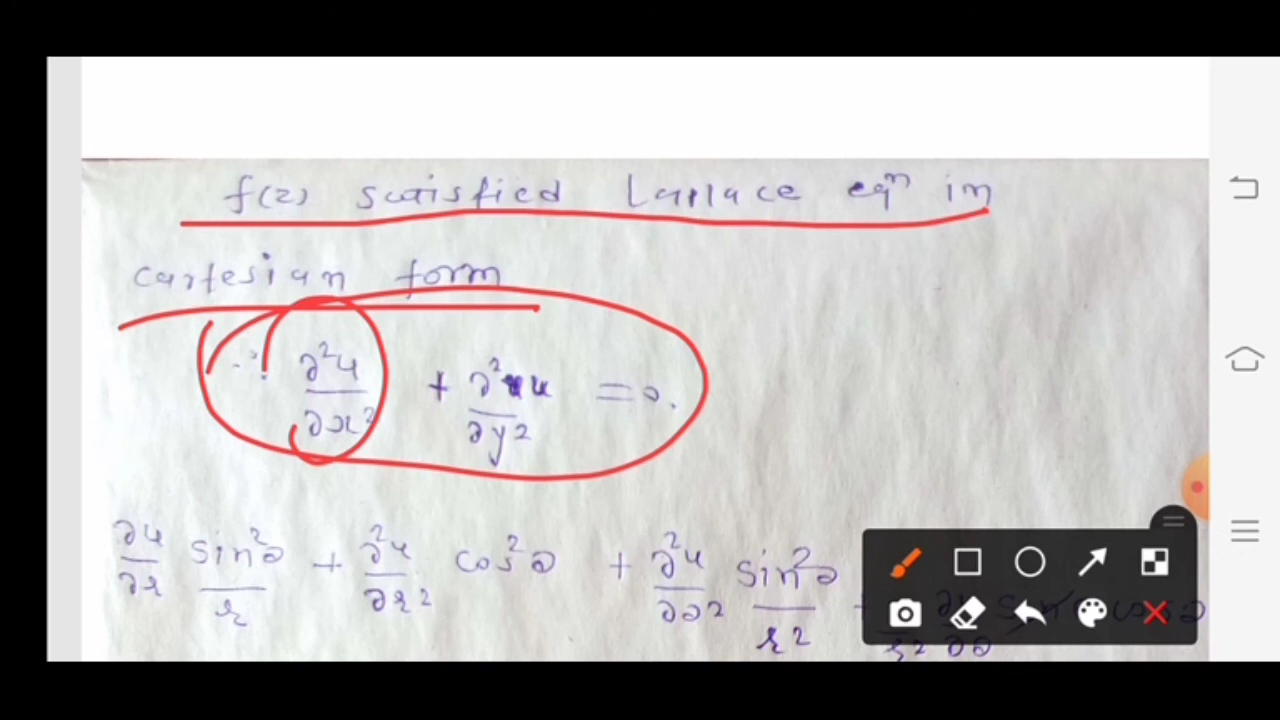 f(z) satisfied Laplace eqⁿ in
cartesian form
∵ ∂²u/∂x² + ∂²u/∂y² = 0.
∂u/∂r sin²θ/r + ∂²u/∂r² cos²θ + ∂²u/∂θ² sin²θ/r² +